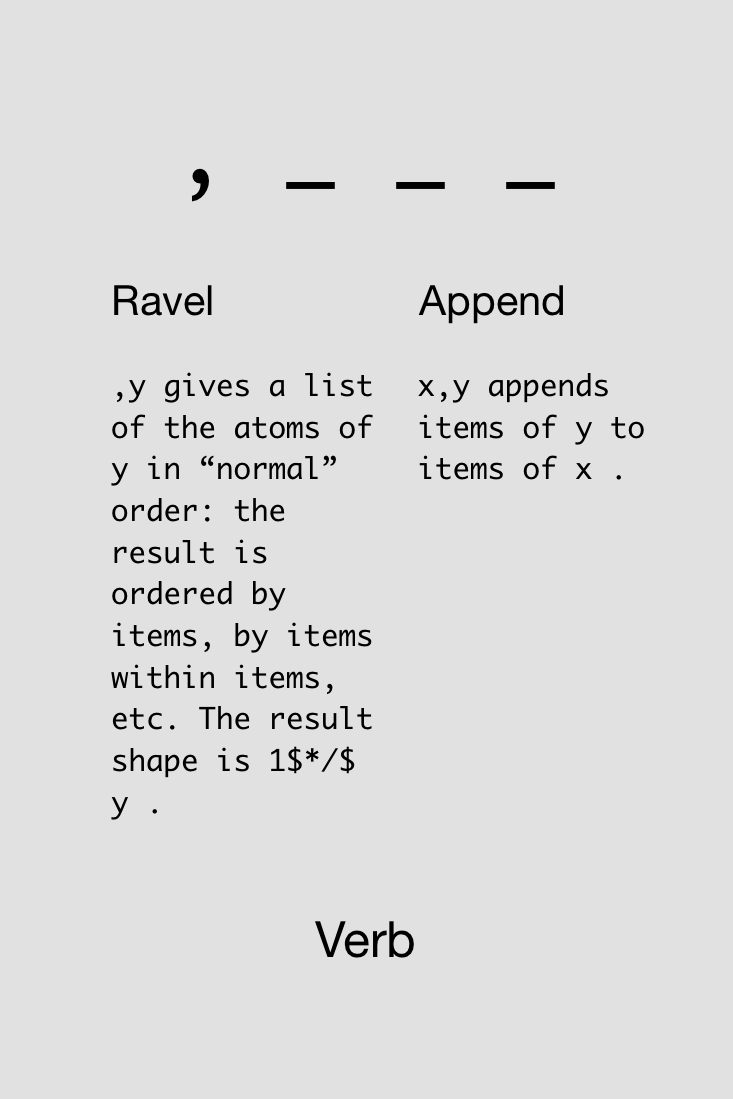 , _ _ _
Ravel
,y gives a list
of the atoms of
y in “normal”
order: the
result is
ordered by
items, by items
within items,
etc. The result
shape is 1$*/$
y .
Append
x,y appends
items of y to
items of x .
Verb